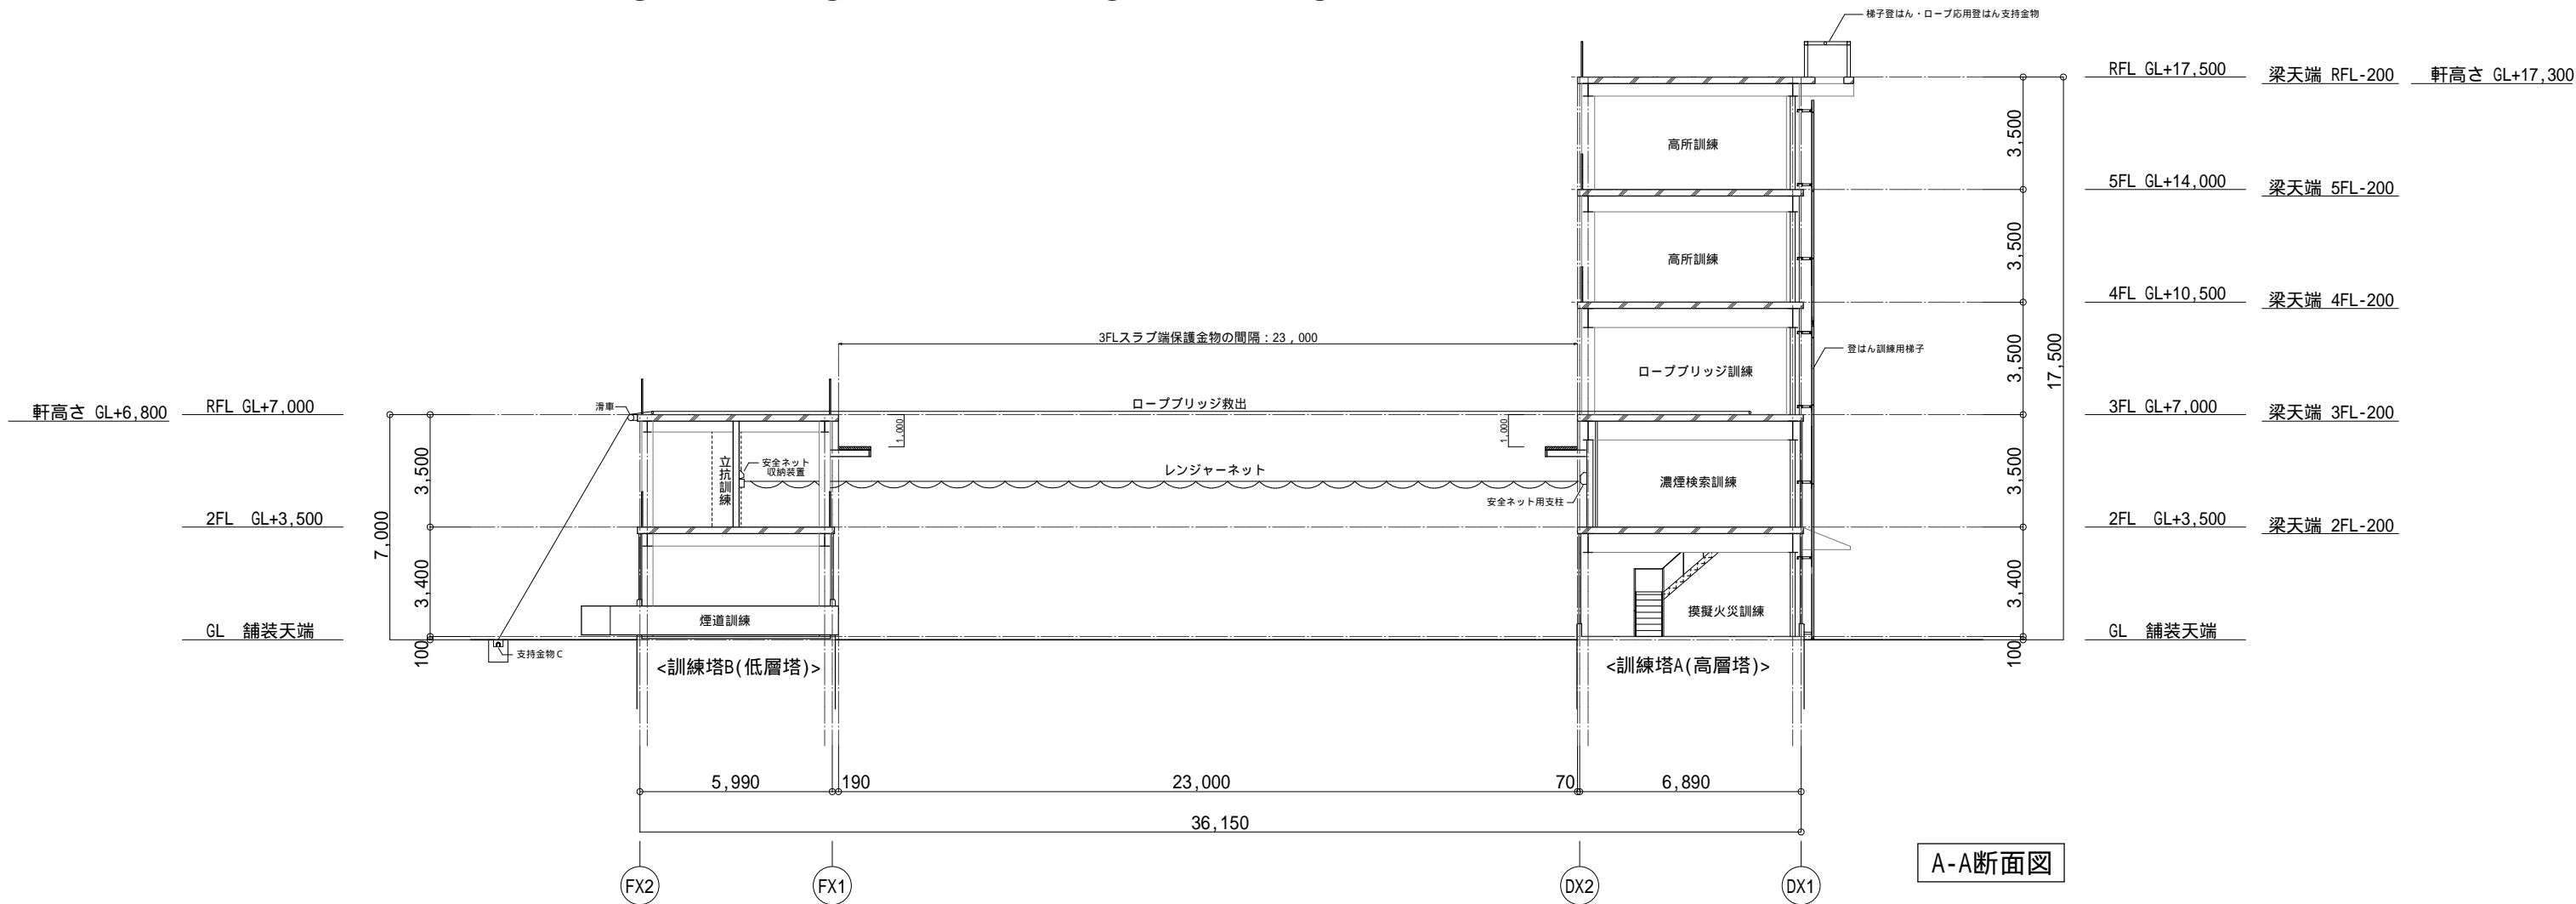 梯子登はん・ロープ応用登はん支持金物
RFL GL+17,500
梁天端 RFL-200
軒高さ GL+17,300
高所訓練
3,500
5FL GL+14,000
梁天端 5FL-200
高所訓練
3,500
4FL GL+10,500
梁天端 4FL-200
3FLスラブ端保護金物の間隔：23，000
登はん訓練用梯子
ロープブリッジ訓練
3,500
17,500
軒高さ GL+6,800
RFL GL+7,000
滑車
ロープブリッジ救出
3FL GL+7,000
梁天端 3FL-200
1,000
1,000
3,500
立抗訓練
安全ネット
収納装置
レンジャーネット
安全ネット用支柱
濃煙検索訓練
3,500
2FL GL+3,500
7,000
2FL GL+3,500
梁天端 2FL-200
3,400
煙道訓練
摸擬火災訓練
3,400
GL 舗装天端
100
支持金物C
<訓練塔B(低層塔)>
<訓練塔A(高層塔)>
100
GL 舗装天端
5,990
190
23,000
70
6,890
36,150
FX2
FX1
DX2
DX1
A-A断面図